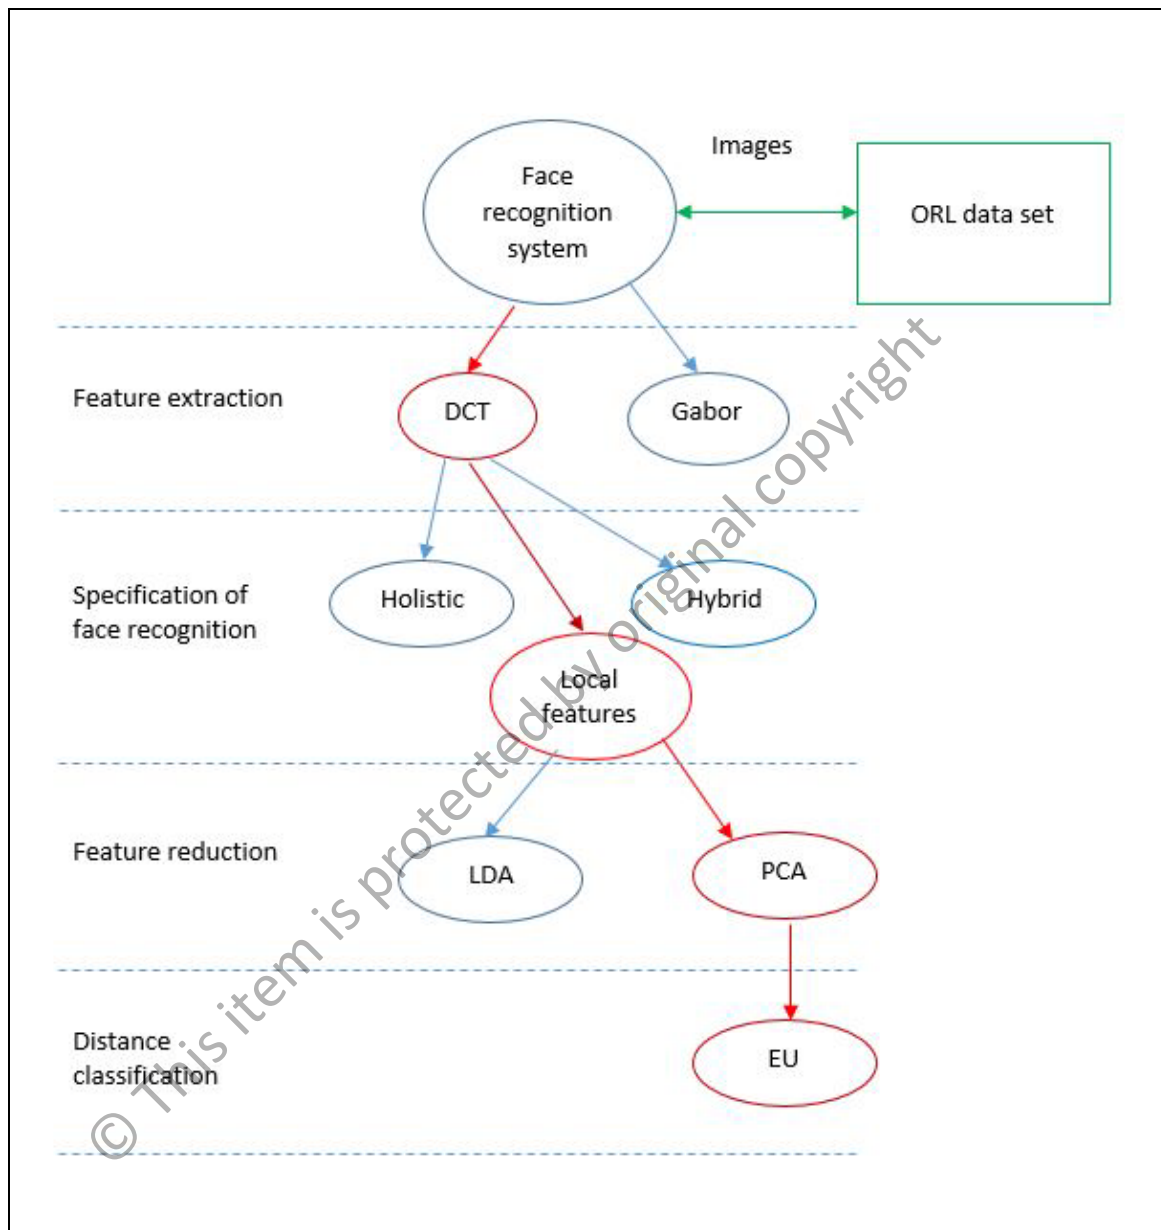 Images
Face
recognition
system
ORL data set
Feature extraction
DCT
Gabor
Specification of
face recognition
Holistic
Hybrid
Local
features
Feature reduction
LDA
PCA
Distance
classification
EU
© This item is protected by original copyright